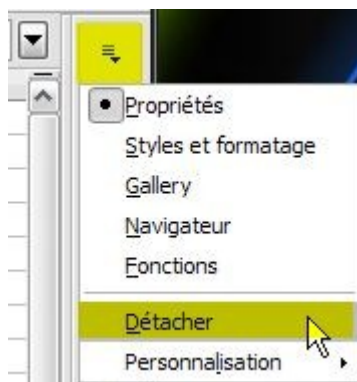 Propriétés
Styles et formatage
Gallery
Navigateur
Fonctions
Détacher
Personnalisation